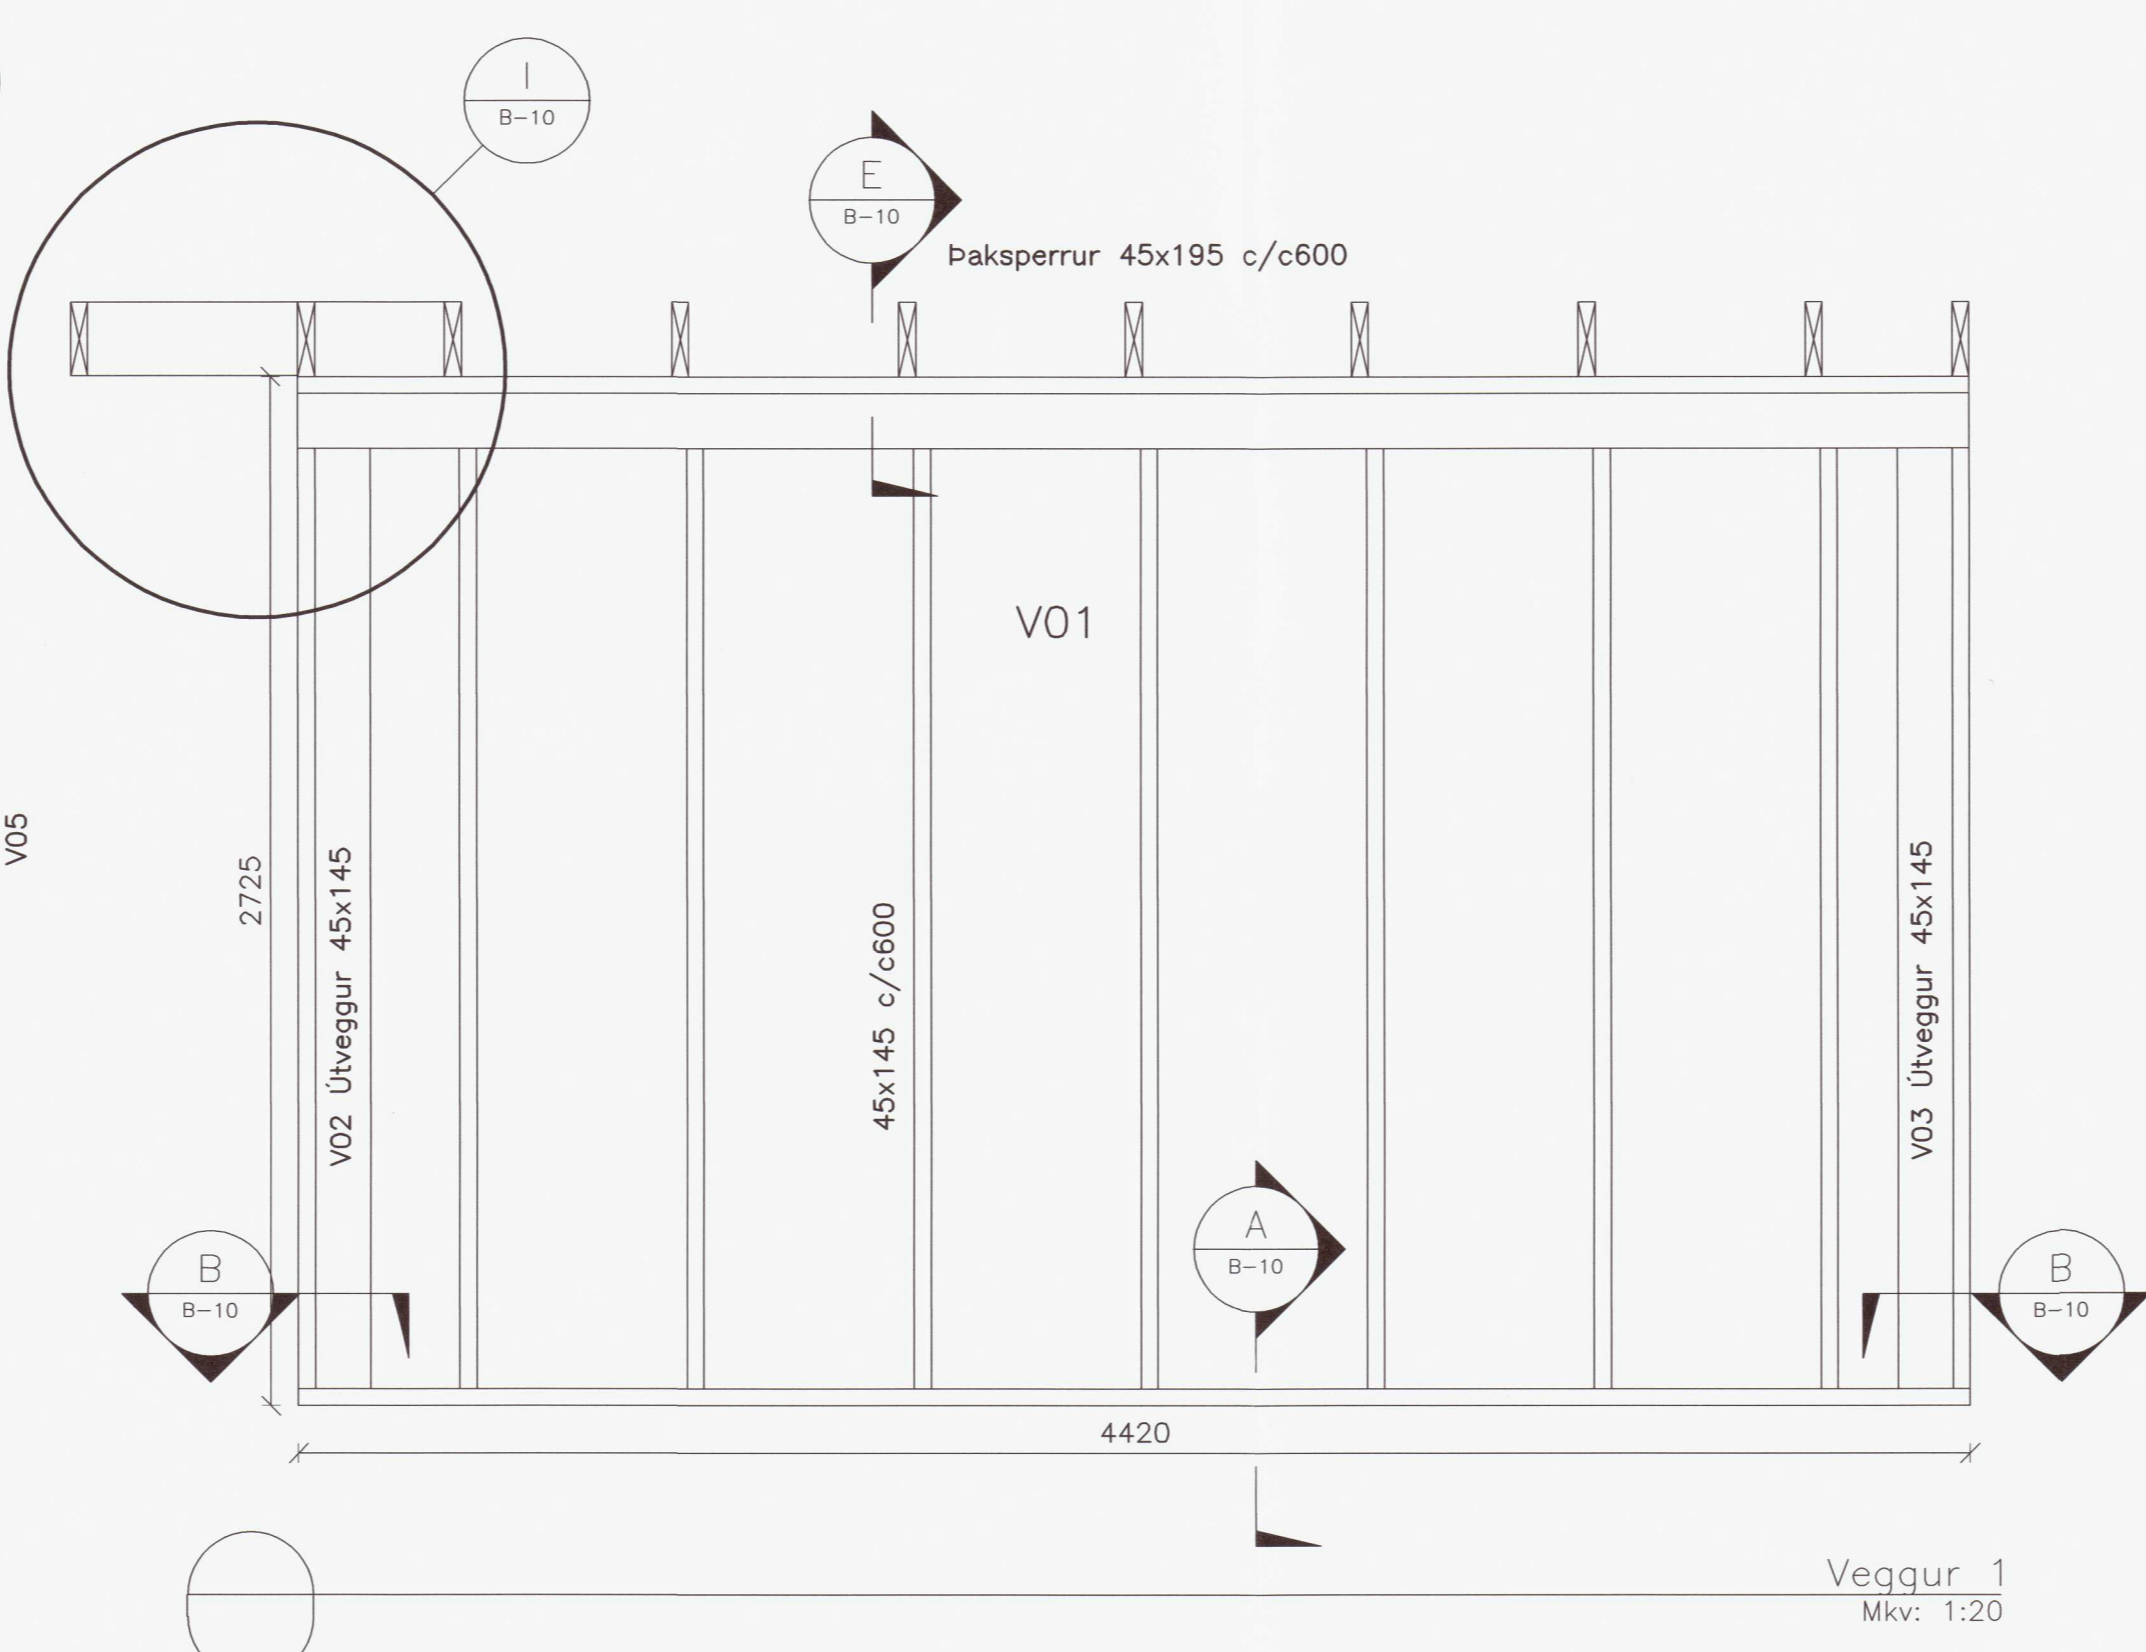 I
B-10
E
B-10
Þaksperrur 45x195 c/c600
V01
V05
2725
V02 Útveggur 45x145
45x145 c/c600
V03 Útveggur 45x145
A
B-10
B
B-10
B
B-10
4420
Veggur 1
Mkv: 1:20